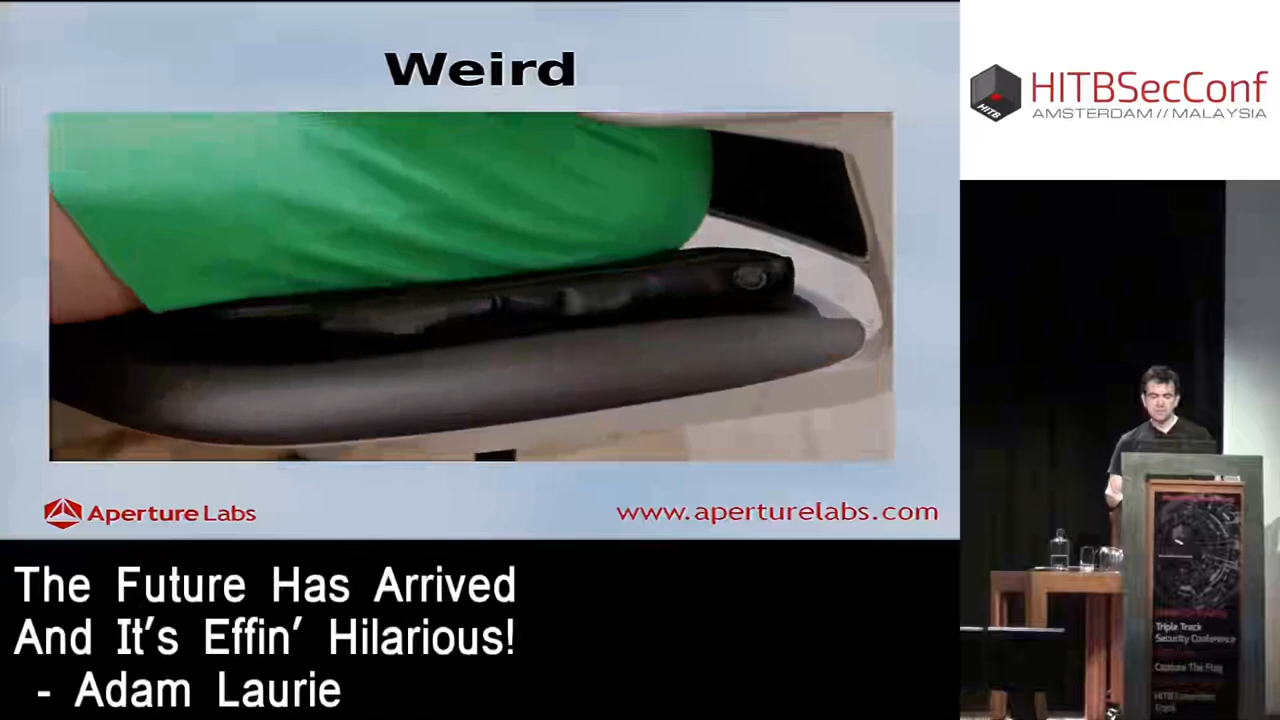 Weird
Aperture Labs
www.aperturelabs.com
The Future Has Arrived
And It's Effin' Hilarious!
- Adam Laurie
HITBSecConf
AMSTERDAM // MALAYSIA
HITB
Triple Track
Security Conference
Capture The Flag